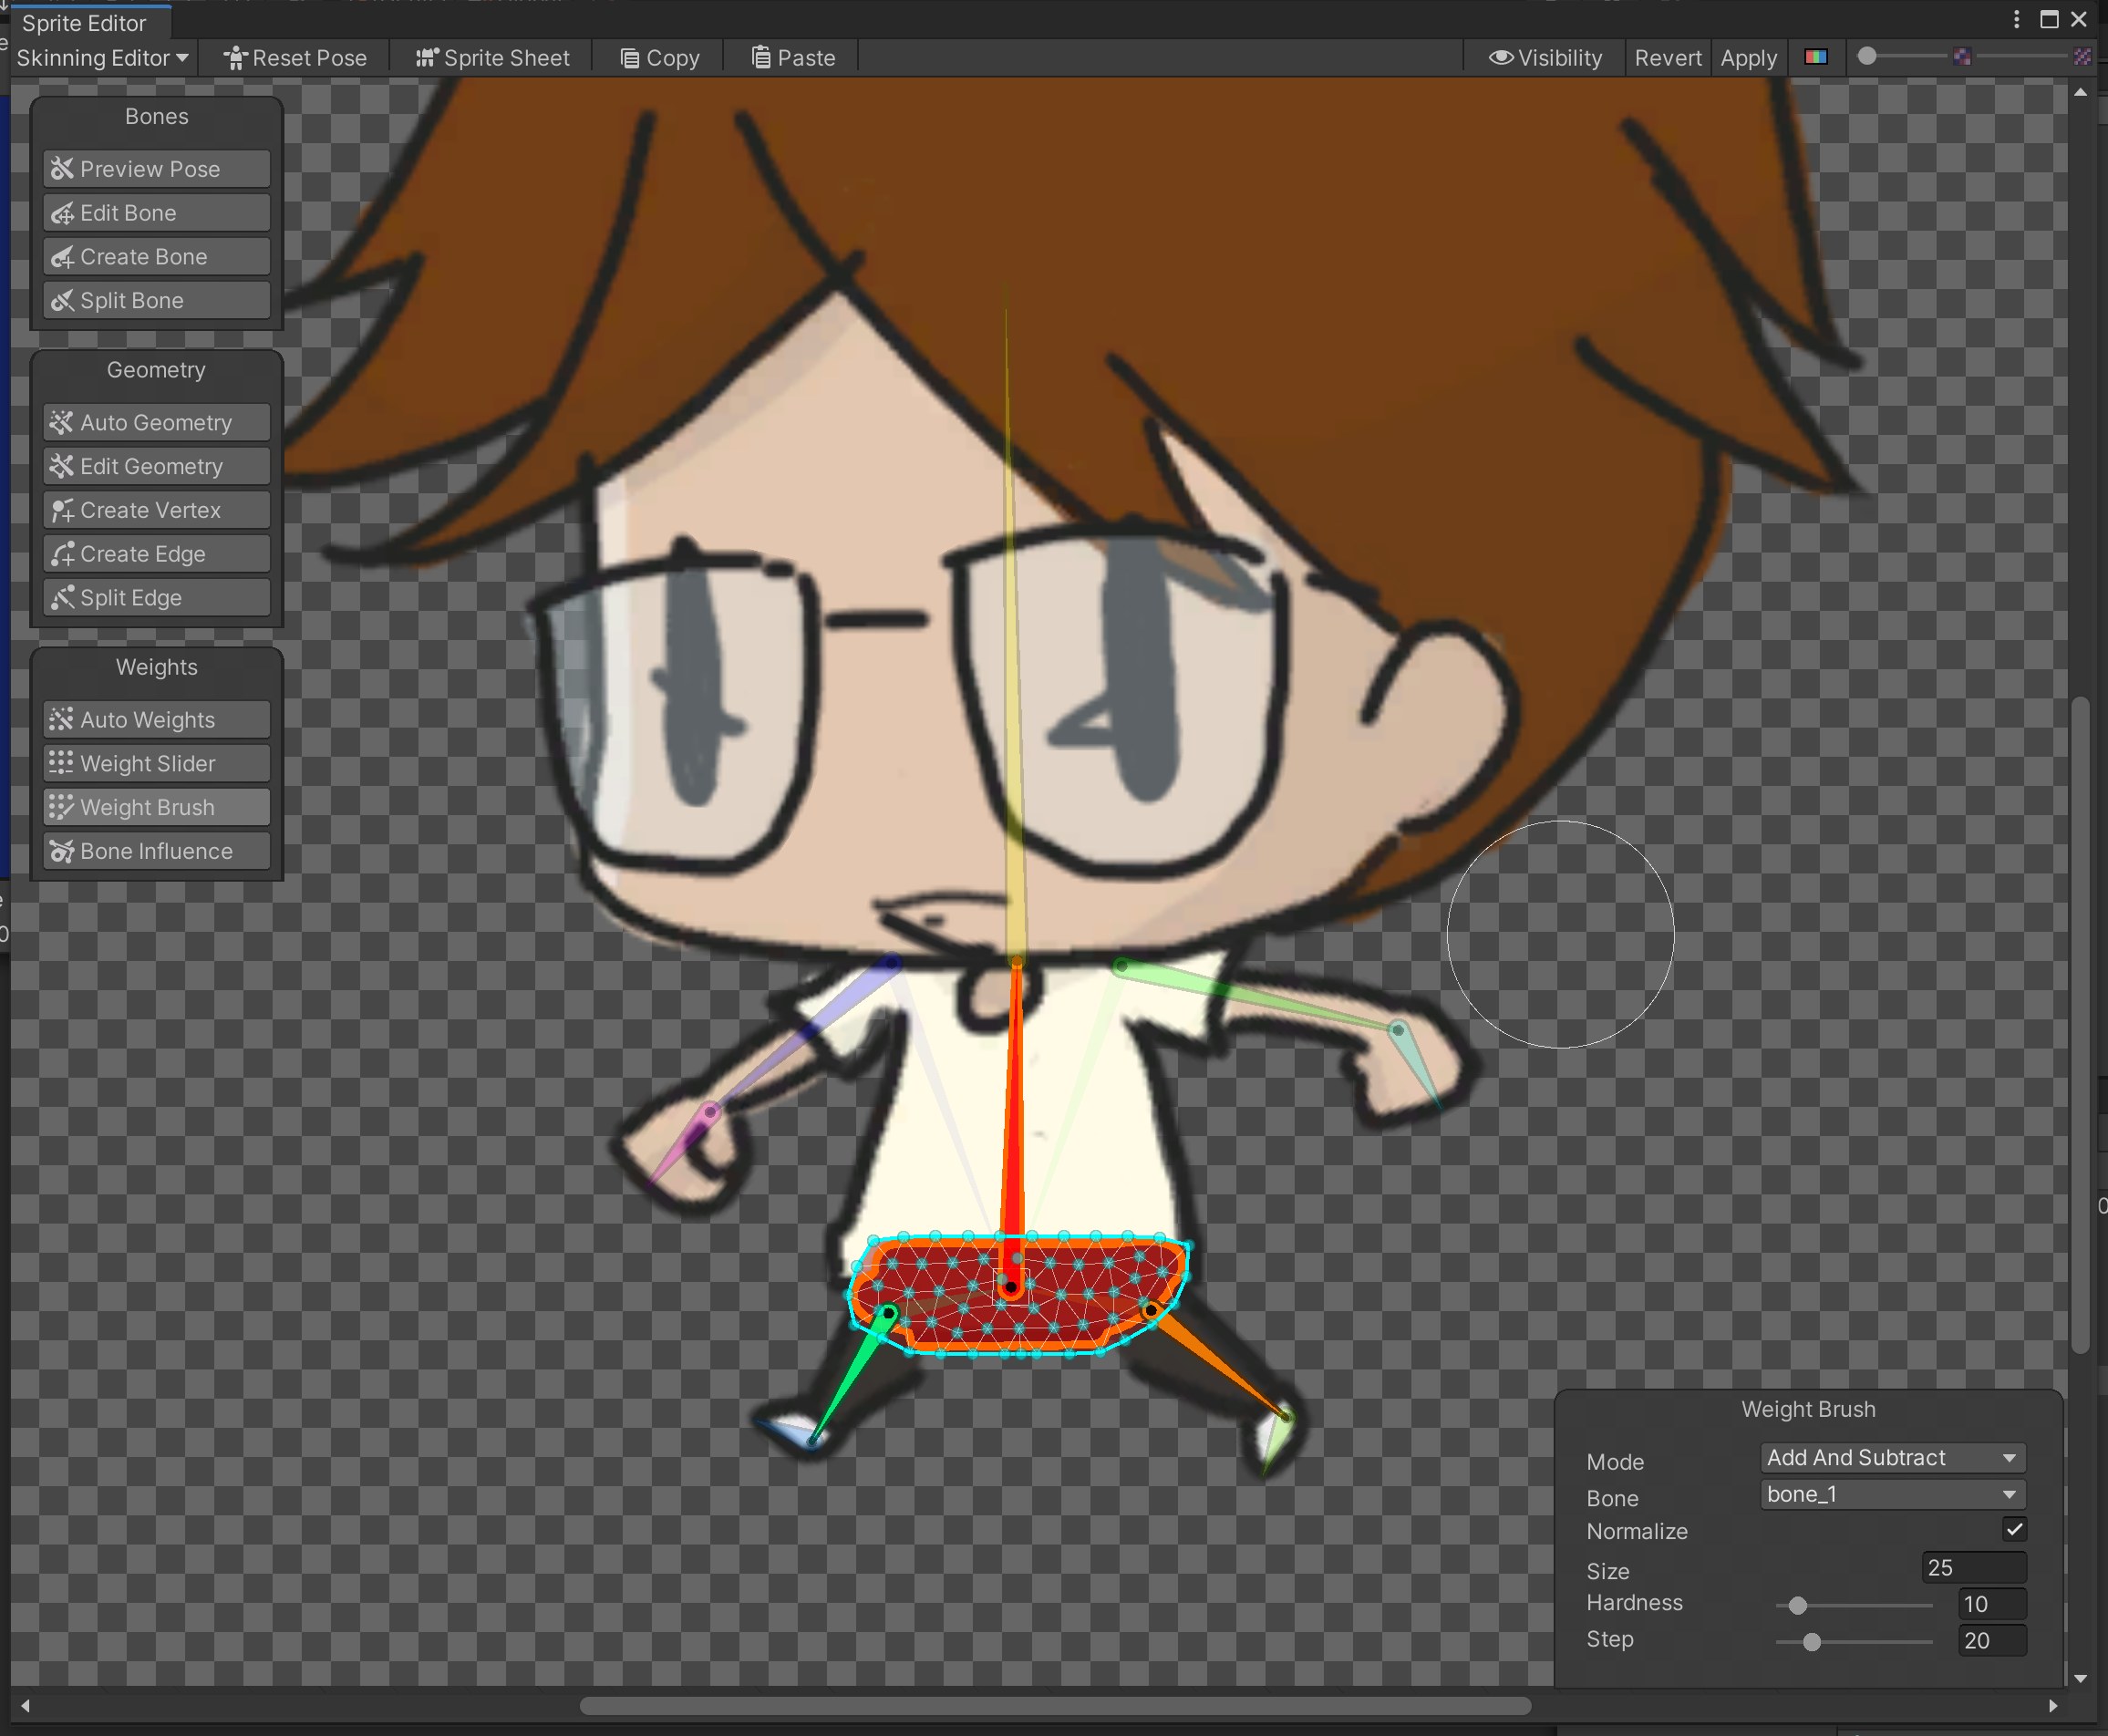 Sprite Editor
Skinning Editor Reset Pose Sprite Sheet Copy Paste Visibility Revert Apply
Bones
Preview Pose
Edit Bone
Create Bone
Split Bone
Geometry
Auto Geometry
Edit Geometry
Create Vertex
Create Edge
Split Edge
Weights
Auto Weights
Weight Slider
Weight Brush
Bone Influence
Weight Brush
Mode Add And Subtract
Bone bone_1
Normalize
Size 25
Hardness 10
Step 20